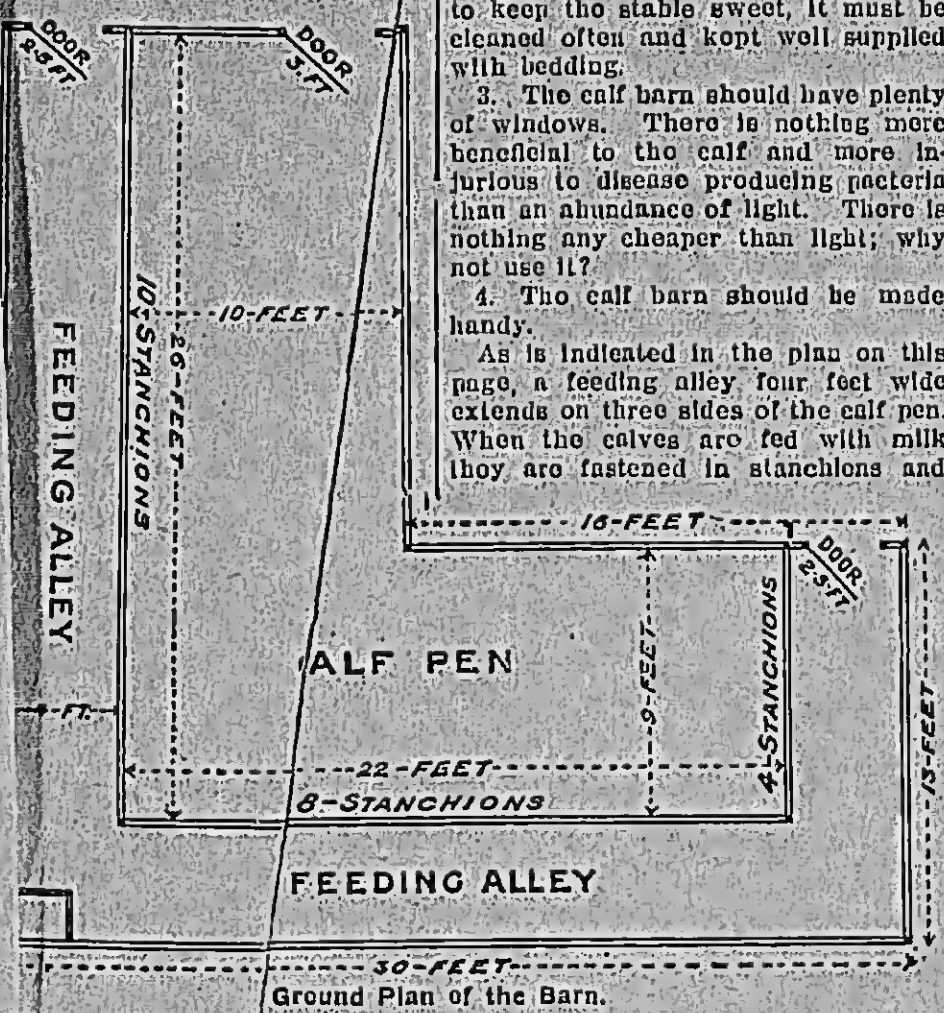 to keep the stable sweet, it must be
cleaned often and kept well supplied
with bedding.
3. The calf barn should have plenty
of windows. There is nothing more
beneficial to the calf and more in-
jurious to disease producing pacteria
than an abundance of light. There is
nothing any cheaper than light; why
not use it?
4. The calf barn should be made
handy.
As is indicated in the plan on this
page, a feeding alley four feet wide
extends on three sides of the calf pen.
When the calves are fed with milk
they are fastened in stanchions and
DOOR
2.5 FT.
DOOR
3. FT
10-FEET
10-STANCHIONS
26-FEET
FEEDING ALLEY
FT.
16-FEET
DOOR
2.5 FT.
ALF PEN
9-FEET
4-STANCHIONS
13-FEET
22-FEET
8-STANCHIONS
FEEDING ALLEY
30-FEET
Ground Plan of the Barn.